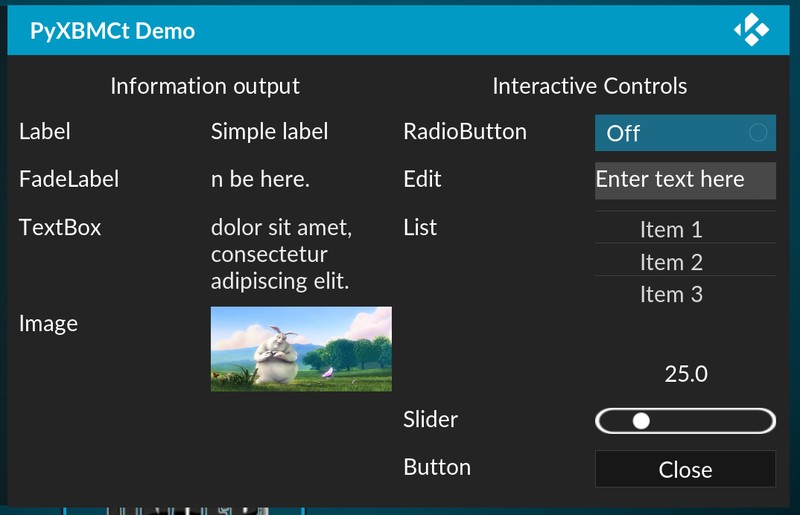 PyXBMCt Demo
Information output
Label
Simple label
FadeLabel
n be here.
TextBox
dolor sit amet,
consectetur
adipiscing elit.
Image
Interactive Controls
RadioButton
Off
Edit
Enter text here
List
Item 1
Item 2
Item 3
25.0
Slider
Button
Close